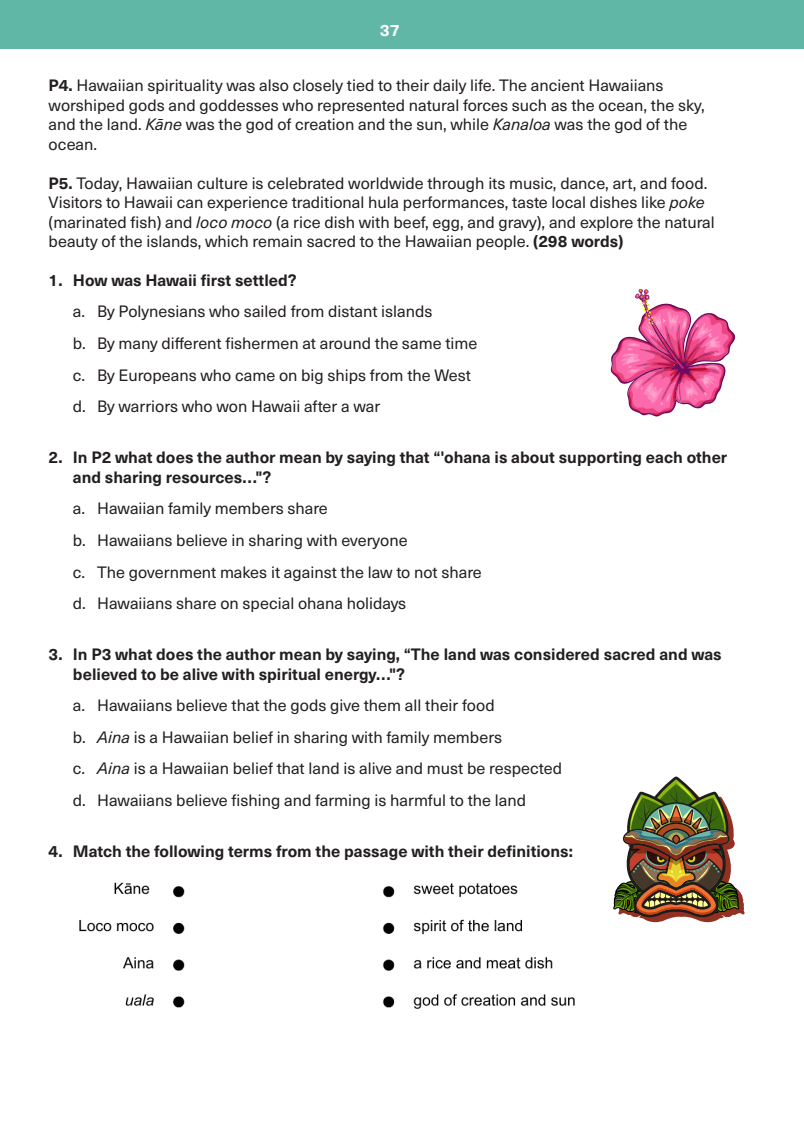 37
P4. Hawaiian spirituality was also closely tied to their daily life. The ancient Hawaiians
worshiped gods and goddesses who represented natural forces such as the ocean, the sky,
and the land. Kāne was the god of creation and the sun, while Kanaloa was the god of the
ocean.
P5. Today, Hawaiian culture is celebrated worldwide through its music, dance, art, and food.
Visitors to Hawaii can experience traditional hula performances, taste local dishes like poke
(marinated fish) and loco moco (a rice dish with beef, egg, and gravy), and explore the natural
beauty of the islands, which remain sacred to the Hawaiian people. (298 words)
1. How was Hawaii first settled?
a. By Polynesians who sailed from distant islands
b. By many different fishermen at around the same time
c. By Europeans who came on big ships from the West
d. By warriors who won Hawaii after a war
2. In P2 what does the author mean by saying that “'ohana is about supporting each other
and sharing resources..."?
a. Hawaiian family members share
b. Hawaiians believe in sharing with everyone
c. The government makes it against the law to not share
d. Hawaiians share on special ohana holidays
3. In P3 what does the author mean by saying, “The land was considered sacred and was
believed to be alive with spiritual energy..."?
a. Hawaiians believe that the gods give them all their food
b. Aina is a Hawaiian belief in sharing with family members
c. Aina is a Hawaiian belief that land is alive and must be respected
d. Hawaiians believe fishing and farming is harmful to the land
4. Match the following terms from the passage with their definitions:
Kāne ● ● sweet potatoes
Loco moco ● ● spirit of the land
Aina ● ● a rice and meat dish
uala ● ● god of creation and sun